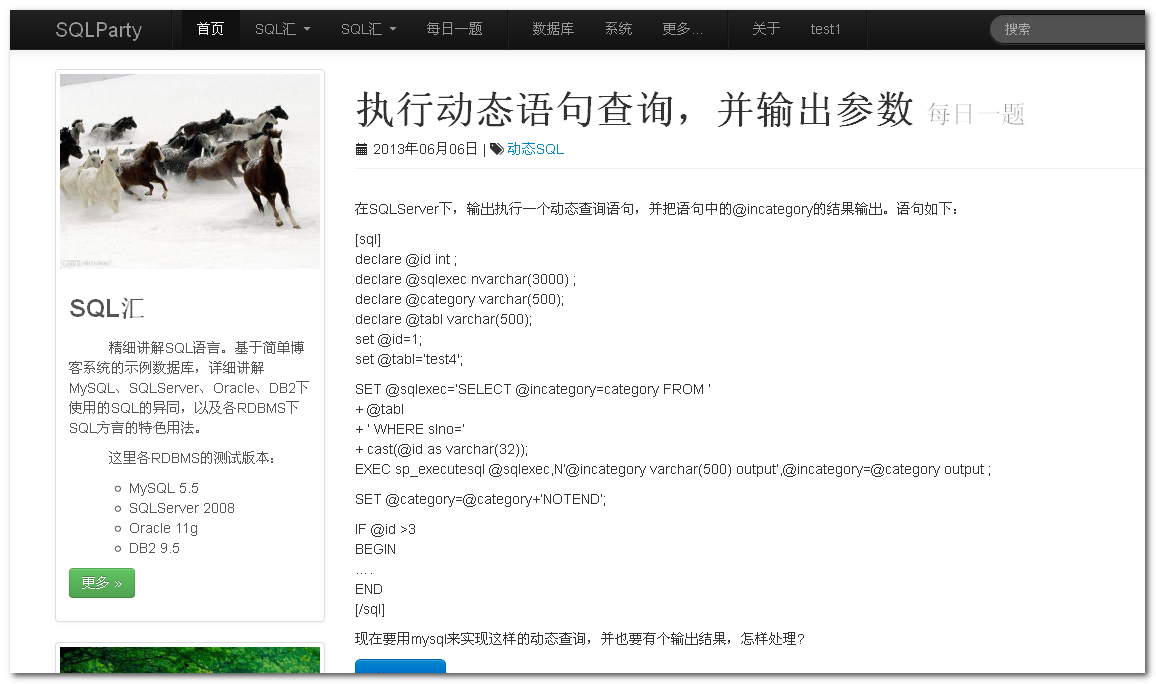 SQLParty 首页 SQL汇 SQL汇 每日一题 数据库 系统 更多... 关于 test1 搜索
SQL汇
精细讲解SQL语言。基于简单博
客系统的示例数据库，详细讲解
MySQL、SQLServer、Oracle、DB2下
使用的SQL的异同，以及各RDBMS下
SQL方言的特色用法。
这里各RDBMS的测试版本：
MySQL 5.5
SQLServer 2008
Oracle 11g
DB2 9.5
更多 »
执行动态语句查询，并输出参数 每日一题
2013年06月06日 | 动态SQL
在SQLServer下，输出执行一个动态查询语句，并把语句中的@incategory的结果输出。语句如下：
[sql]
declare @id int ;
declare @sqlexec nvarchar(3000) ;
declare @category varchar(500);
declare @tabl varchar(500);
set @id=1;
set @tabl='test4';
SET @sqlexec='SELECT @incategory=category FROM '
+ @tabl
+ ' WHERE slno='
+ cast(@id as varchar(32));
EXEC sp_executesql @sqlexec,N'@incategory varchar(500) output',@incategory=@category output ;
SET @category=@category+'NOTEND';
IF @id >3
BEGIN
….
END
[/sql]
现在要用mysql来实现这样的动态查询，并也要有个输出结果，怎样处理?